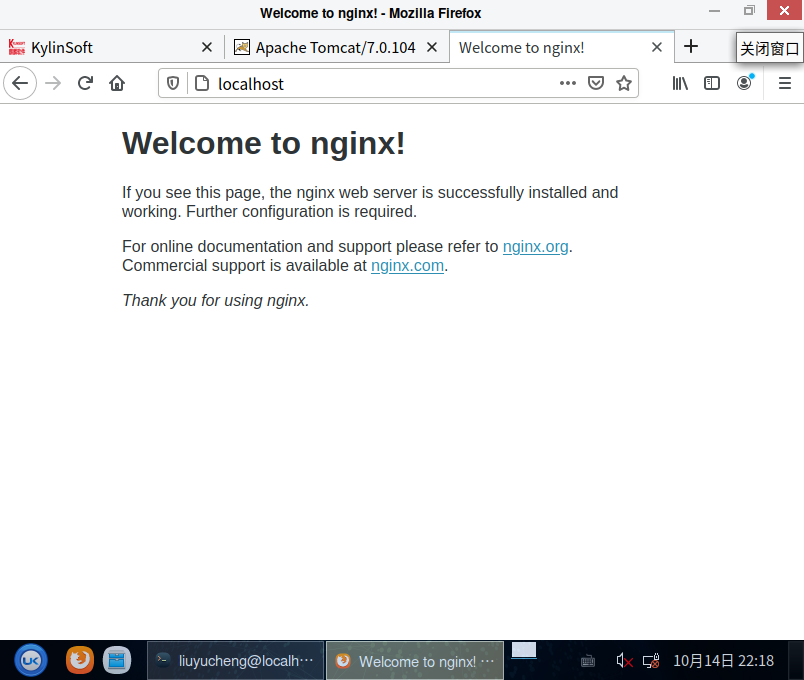 Welcome to nginx! - Mozilla Firefox
KylinSoft
Apache Tomcat/7.0.104
Welcome to nginx!
关闭窗口
localhost
Welcome to nginx!
If you see this page, the nginx web server is successfully installed and
working. Further configuration is required.
For online documentation and support please refer to nginx.org.
Commercial support is available at nginx.com.
Thank you for using nginx.
UK
liuyucheng@localh···
Welcome to nginx! ···
10月14日 22:18